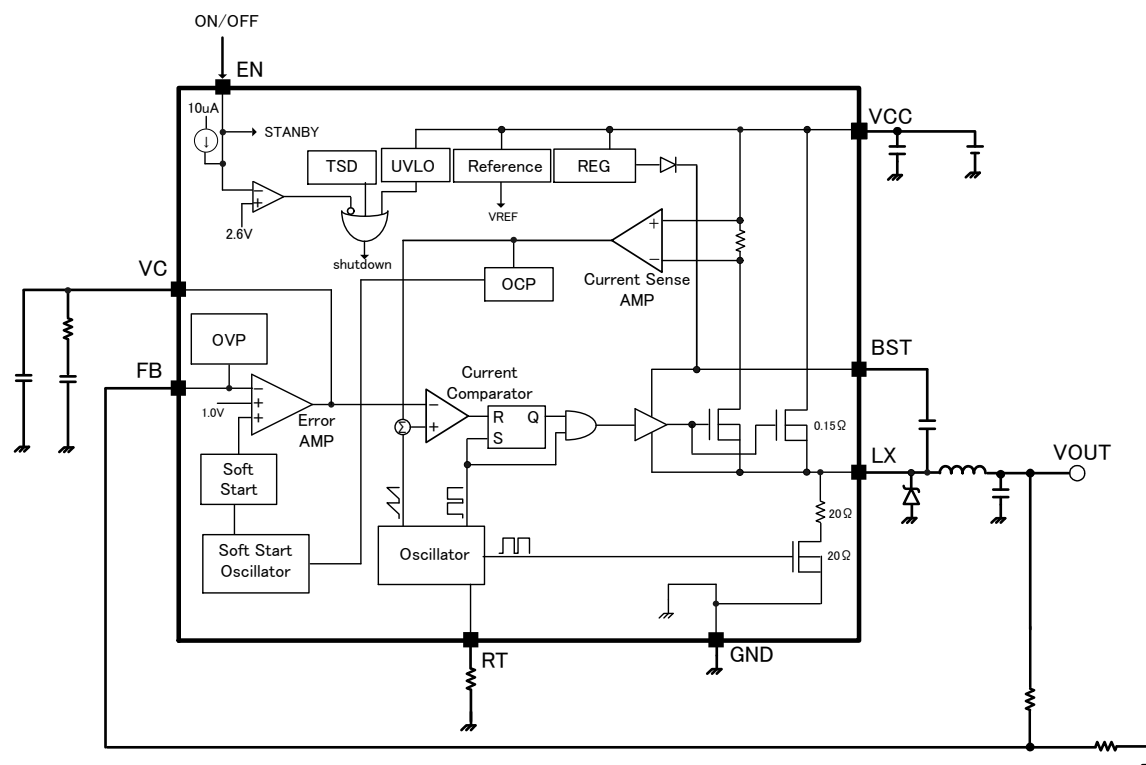 ON/OFF
EN
10uA
STANBY
VCC
TSD
UVLO
Reference
REG
VREF
2.6V
shutdown
+
−
Current Sense
AMP
OCP
VC
OVP
FB
BST
Current
Comparator
−
+
+
1.0V
Error
AMP
−
Σ
+
R
Q
S
0.15Ω
LX
VOUT
Soft
Start
20Ω
Soft Start
Oscillator
Oscillator
20Ω
RT
GND
−
+